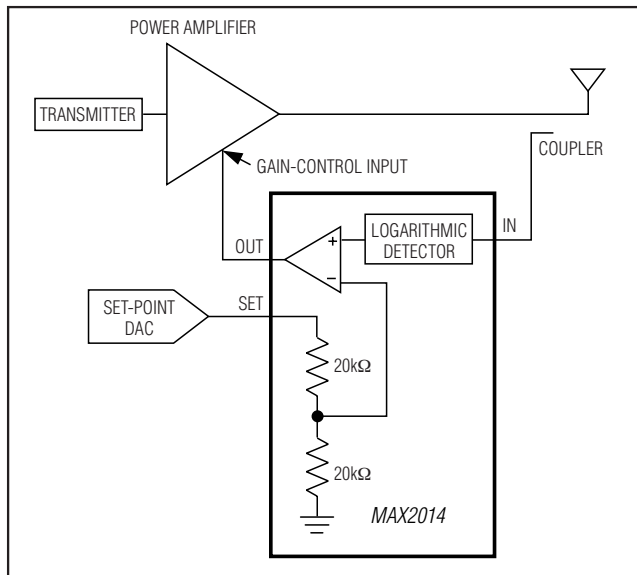 POWER AMPLIFIER
TRANSMITTER
GAIN-CONTROL INPUT
COUPLER
OUT
+
−
LOGARITHMIC
DETECTOR
IN
SET-POINT
DAC
SET
20kΩ
20kΩ
MAX2014